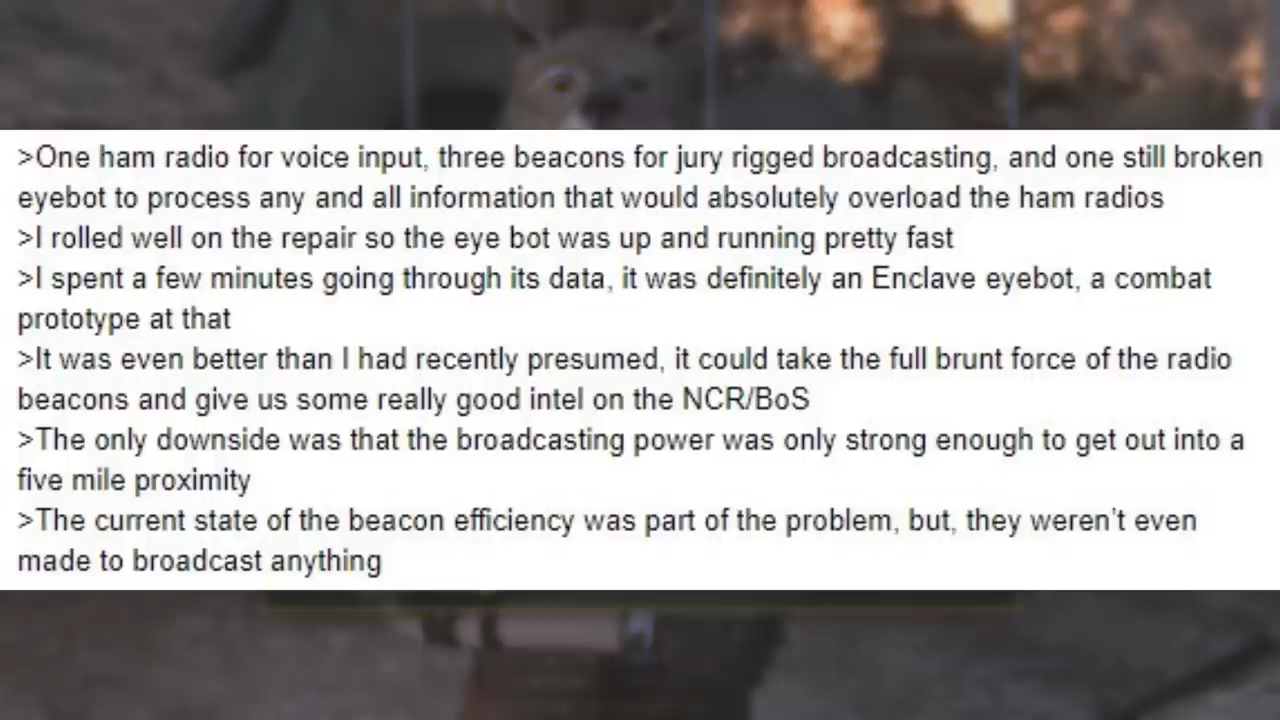 >One ham radio for voice input, three beacons for jury rigged broadcasting, and one still broken
eyebot to process any and all information that would absolutely overload the ham radios
>I rolled well on the repair so the eye bot was up and running pretty fast
>I spent a few minutes going through its data, it was definitely an Enclave eyebot, a combat
prototype at that
>It was even better than I had recently presumed, it could take the full brunt force of the radio
beacons and give us some really good intel on the NCR/BoS
>The only downside was that the broadcasting power was only strong enough to get out into a
five mile proximity
>The current state of the beacon efficiency was part of the problem, but, they weren’t even
made to broadcast anything